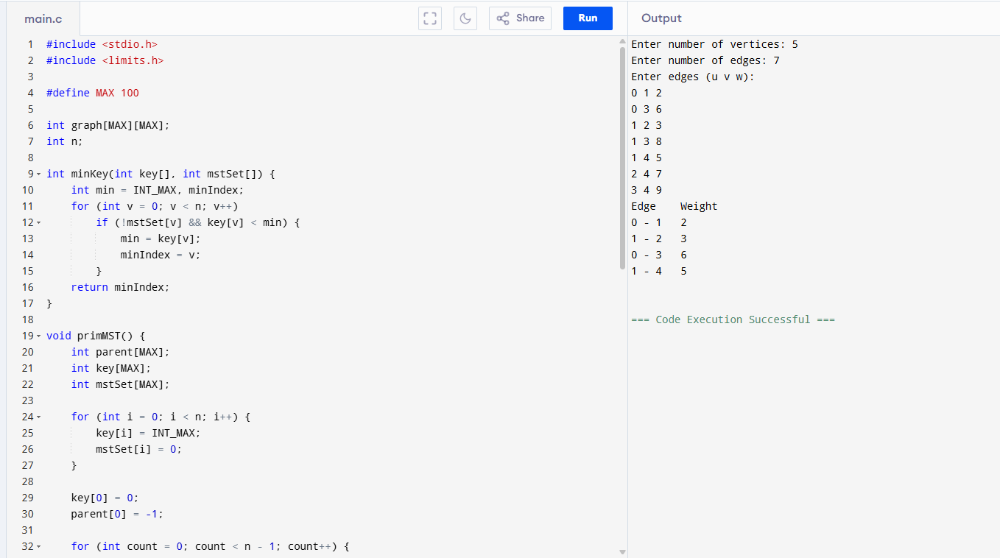 main.c
Share
Run
Output
1 #include <stdio.h>
2 #include <limits.h>
3
4 #define MAX 100
5
6 int graph[MAX][MAX];
7 int n;
8
9 int minKey(int key[], int mstSet[]) {
10     int min = INT_MAX, minIndex;
11     for (int v = 0; v < n; v++)
12         if (!mstSet[v] && key[v] < min) {
13             min = key[v];
14             minIndex = v;
15         }
16     return minIndex;
17 }
18
19 void primMST() {
20     int parent[MAX];
21     int key[MAX];
22     int mstSet[MAX];
23
24     for (int i = 0; i < n; i++) {
25         key[i] = INT_MAX;
26         mstSet[i] = 0;
27     }
28
29     key[0] = 0;
30     parent[0] = -1;
31
32     for (int count = 0; count < n - 1; count++) {
Enter number of vertices: 5
Enter number of edges: 7
Enter edges (u v w):
0 1 2
0 3 6
1 2 3
1 3 8
1 4 5
2 4 7
3 4 9
Edge    Weight
0 - 1   2
1 - 2   3
0 - 3   6
1 - 4   5
=== Code Execution Successful ===